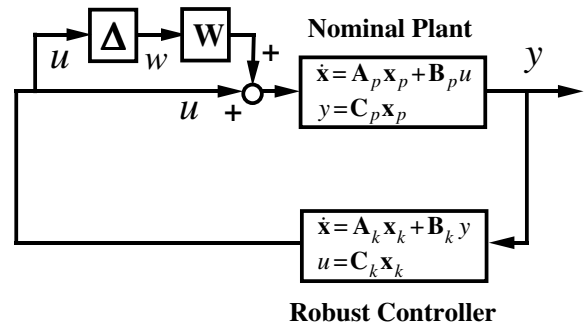 Δ
W
u
w
+
Nominal Plant
u
+
ẋ = A_p x_p + B_p u
y = C_p x_p
y
ẋ = A_k x_k + B_k y
u = C_k x_k
Robust Controller